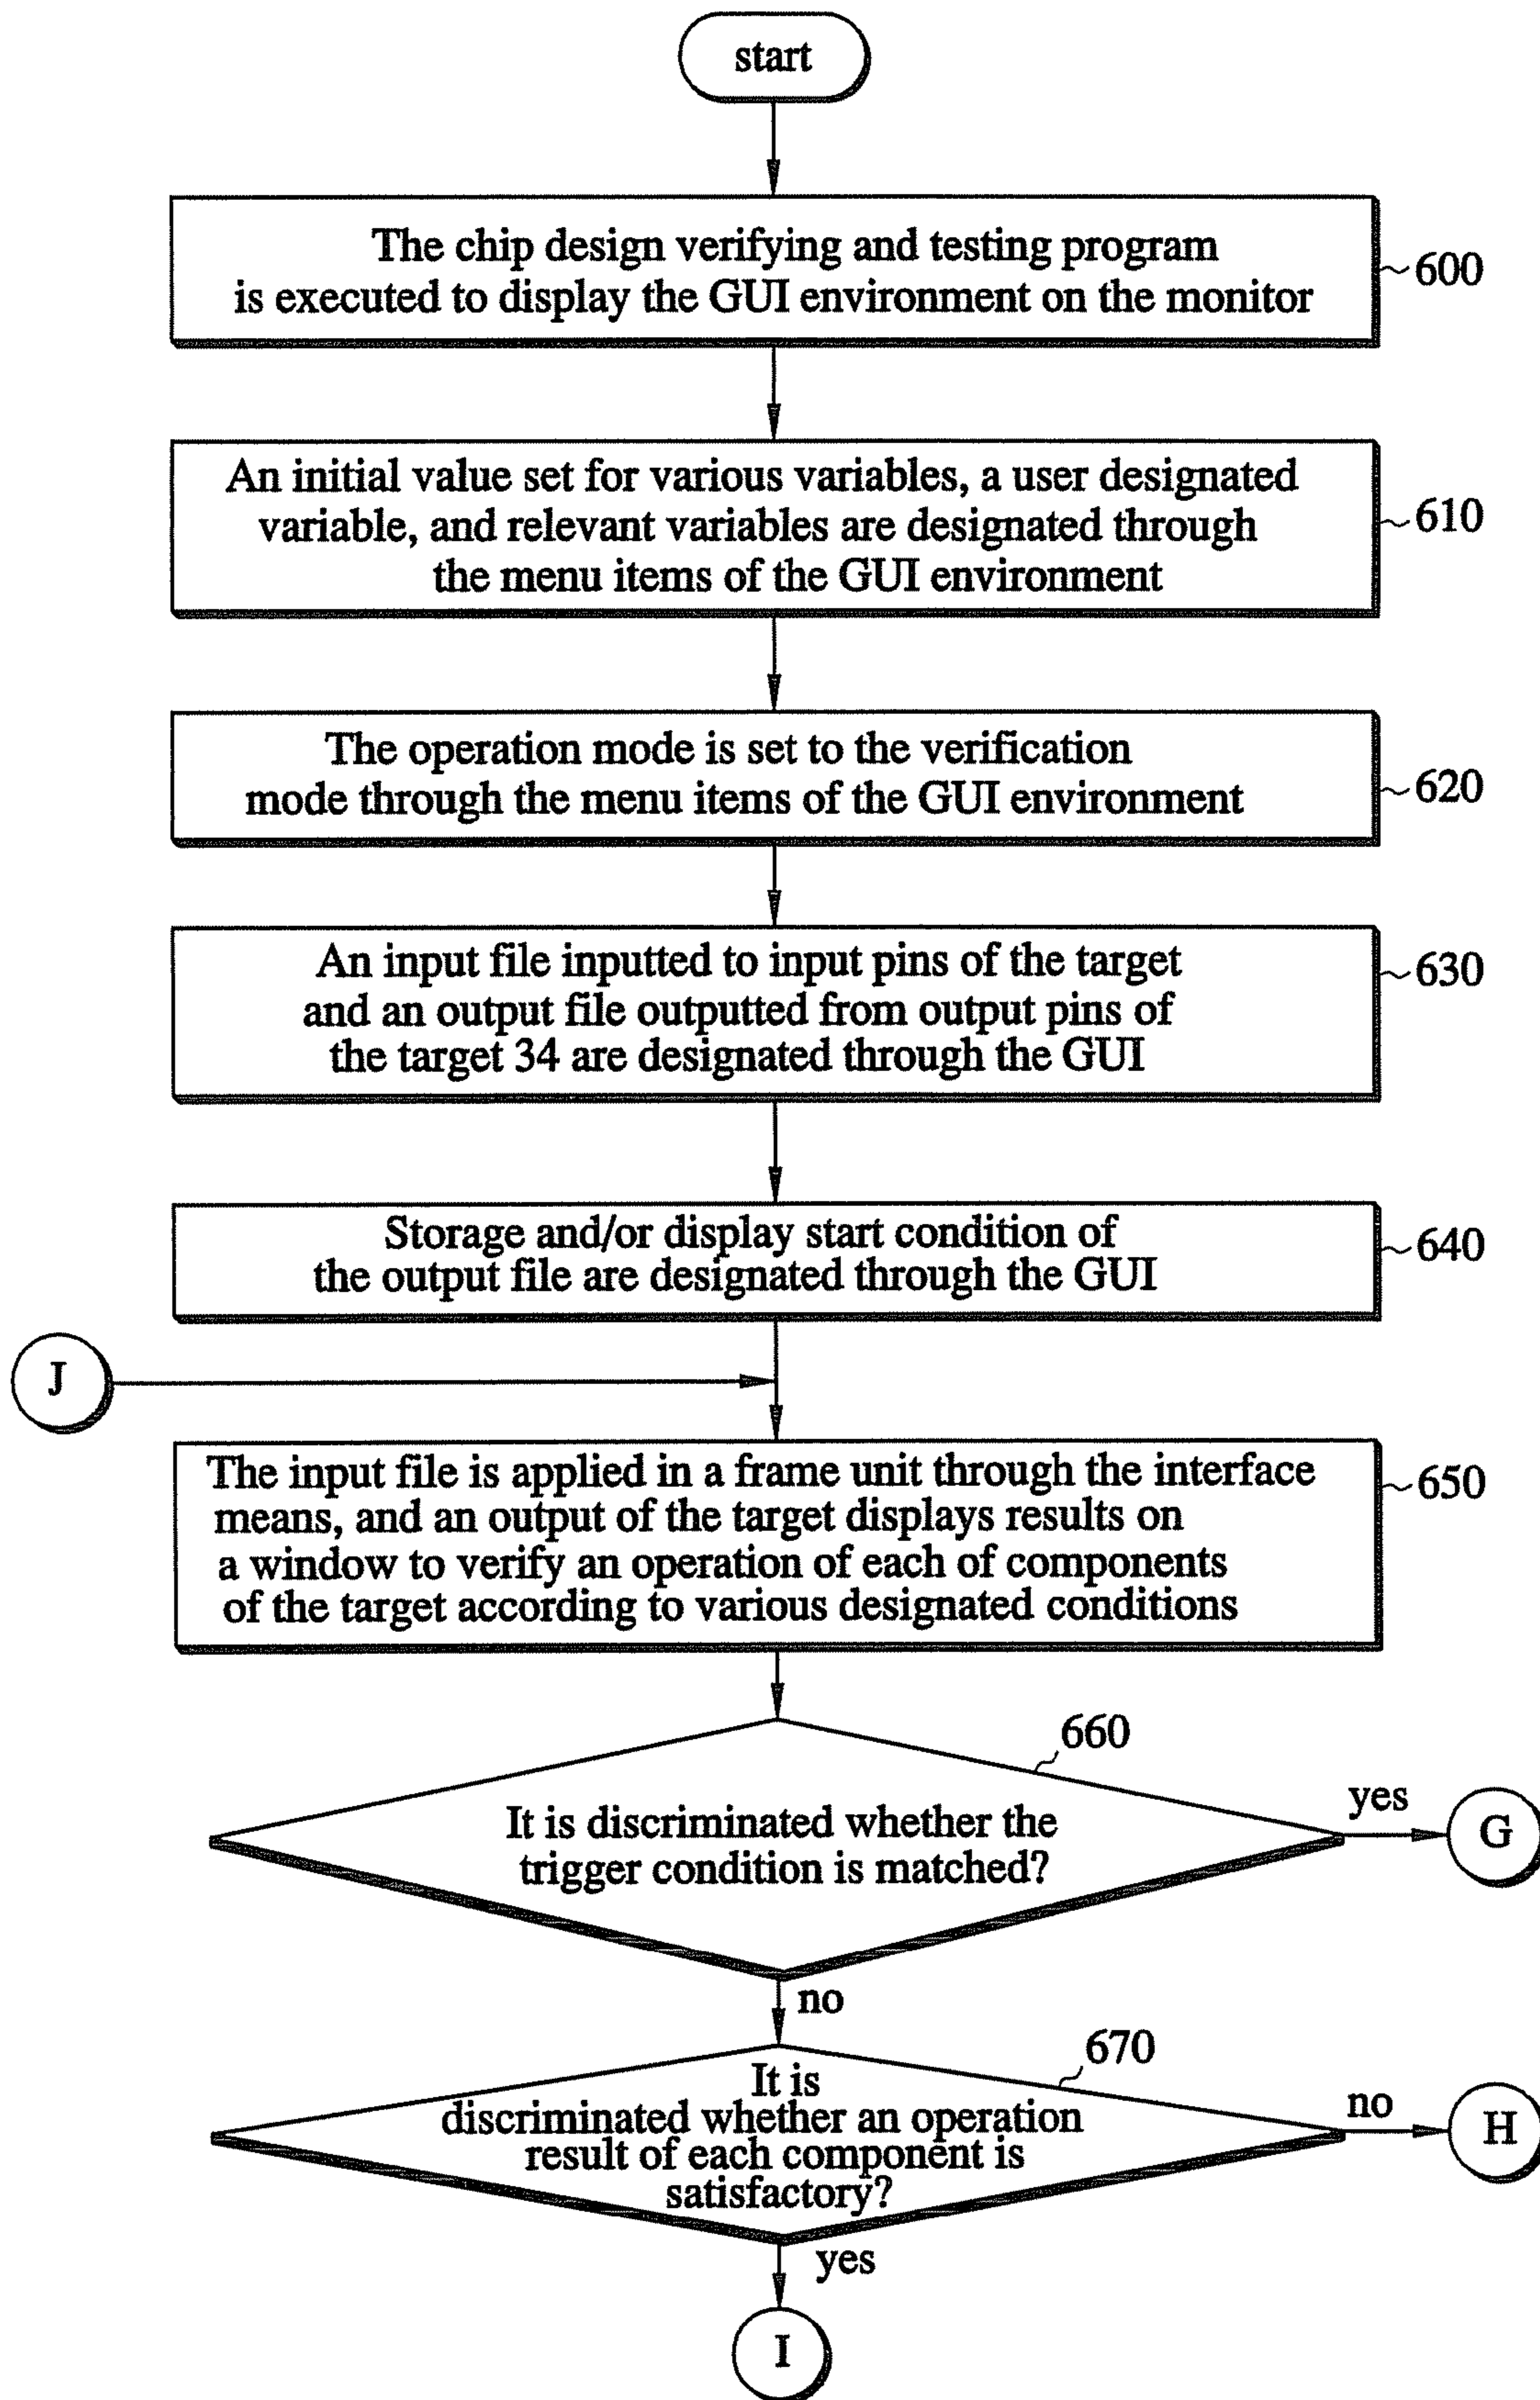 start
The chip design verifying and testing program
is executed to display the GUI environment on the monitor
600
An initial value set for various variables, a user designated
variable, and relevant variables are designated through
the menu items of the GUI environment
610
The operation mode is set to the verification
mode through the menu items of the GUI environment
620
An input file inputted to input pins of the target
and an output file outputted from output pins of
the target 34 are designated through the GUI
630
Storage and/or display start condition of
the output file are designated through the GUI
640
J
The input file is applied in a frame unit through the interface
means, and an output of the target displays results on
a window to verify an operation of each of components
of the target according to various designated conditions
650
660
It is discriminated whether the
trigger condition is matched?
yes
G
no
670
It is
discriminated whether an operation
result of each component is
satisfactory?
no
H
yes
I